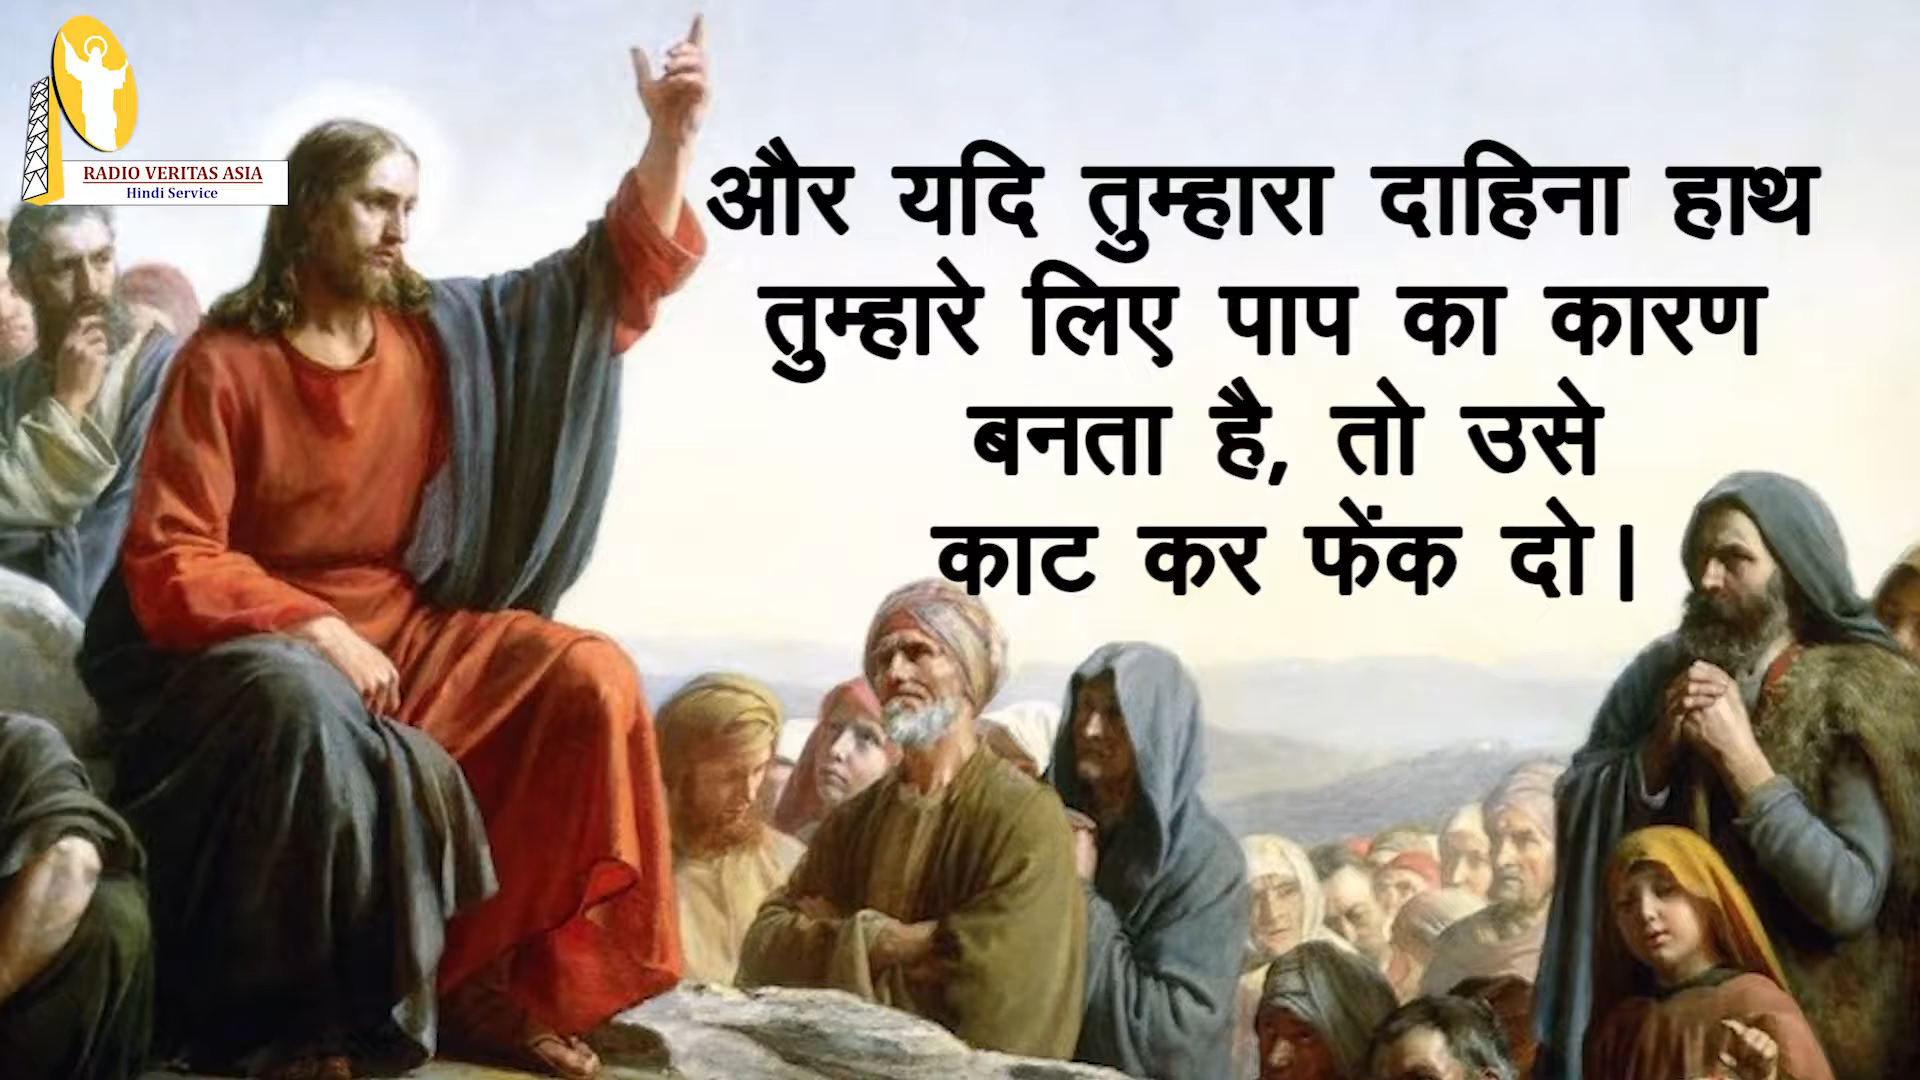 RADIO VERITAS ASIA
Hindi Service
और यदि तुम्हारा दाहिना हाथ
तुम्हारे लिए पाप का कारण
बनता है, तो उसे
काट कर फेंक दो।